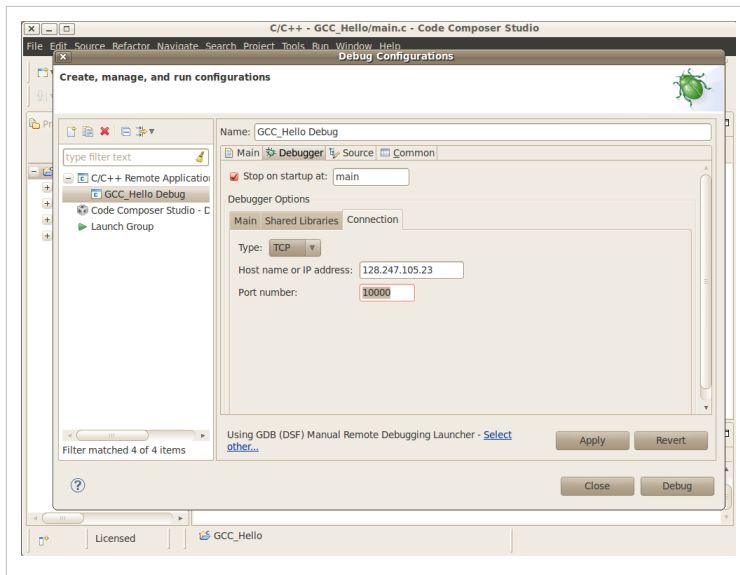 C/C++ - GCC_Hello/main.c - Code Composer Studio
File Edit Source Refactor Navigate Search Project Tools Run Window Help
Debug Configurations
Create, manage, and run configurations
Pr
Name: GCC_Hello Debug
type filter text
Main Debugger Source Common
C/C++ Remote Application
GCC_Hello Debug
Code Composer Studio - D
Launch Group
Stop on startup at: main
Debugger Options
Main Shared Libraries Connection
Type: TCP
Host name or IP address: 128.247.105.23
Port number: 10000
Filter matched 4 of 4 items
Using GDB (DSF) Manual Remote Debugging Launcher - Select
other...
Apply Revert
Close Debug
Licensed
GCC_Hello